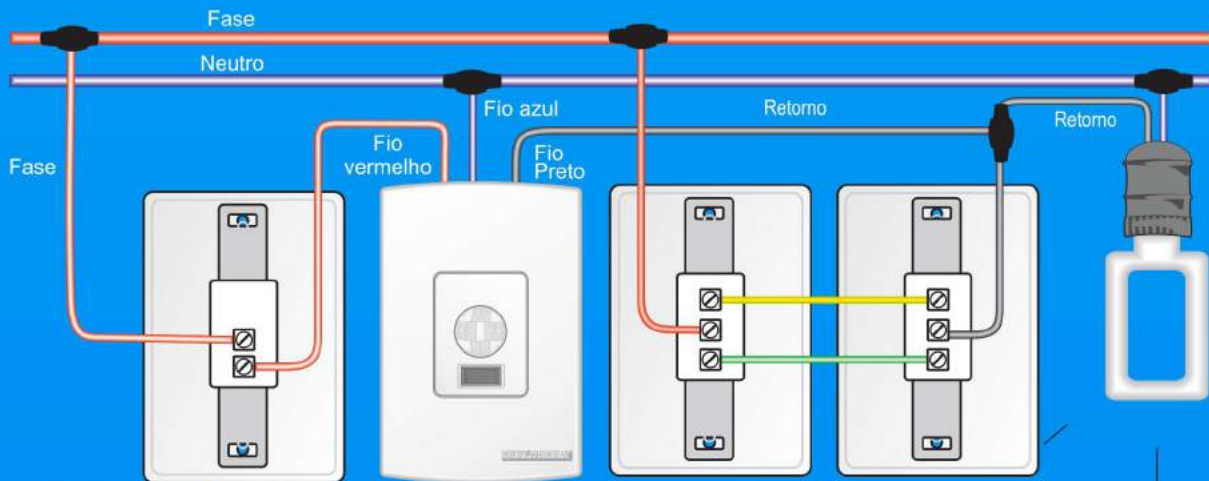 Fase
Neutro
Fio azul
Retorno
Retorno
Fase
Fio
vermelho
Fio
Preto